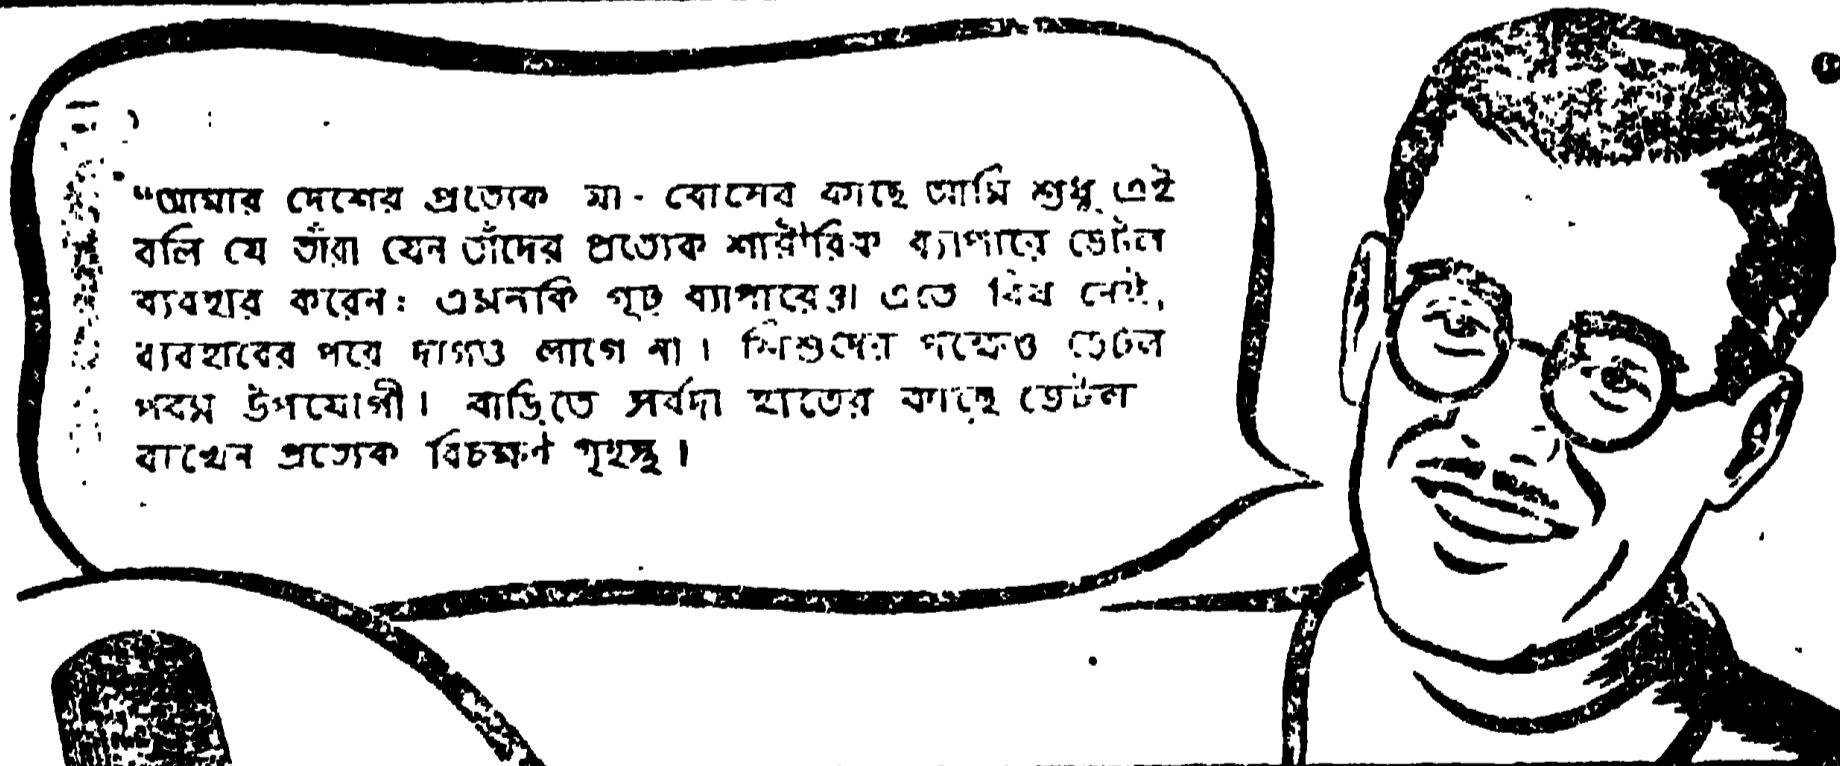 “আমার দেশের প্রত্যেক মা - বোনের কাছে আমি শুধু এই
বলি যে তাঁরা যেন তাঁদের প্রত্যেক শারীরিক ব্যাপারে ডেটল
ব্যবহার করেন: এমনকি গূঢ় ব্যাপারেও। এতে বিষ নেই,
ব্যবহারের পরে দাগও লাগে না। শিশুদের পক্ষেও ডেটল
পরম উপযোগী। বাড়িতে সর্বদা হাতের কাছে ডেটল
রাখেন প্রত্যেক বিচক্ষণ গৃহস্থ।